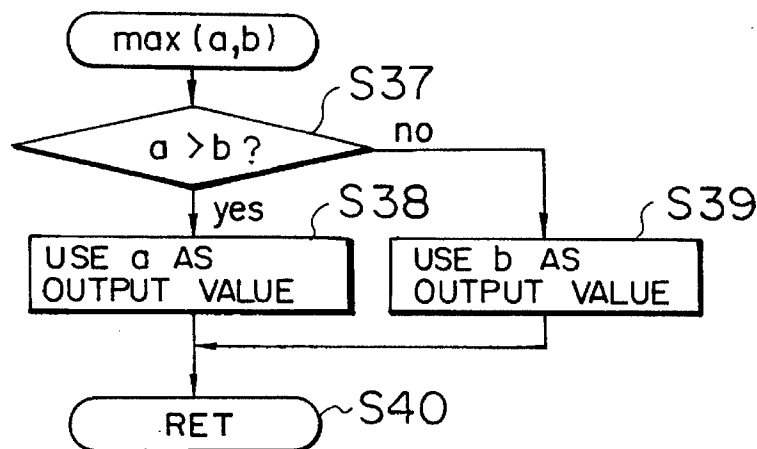 max (a,b)
S37
a > b ?
no
yes
S38
S39
USE a AS
OUTPUT VALUE
USE b AS
OUTPUT VALUE
RET
S40